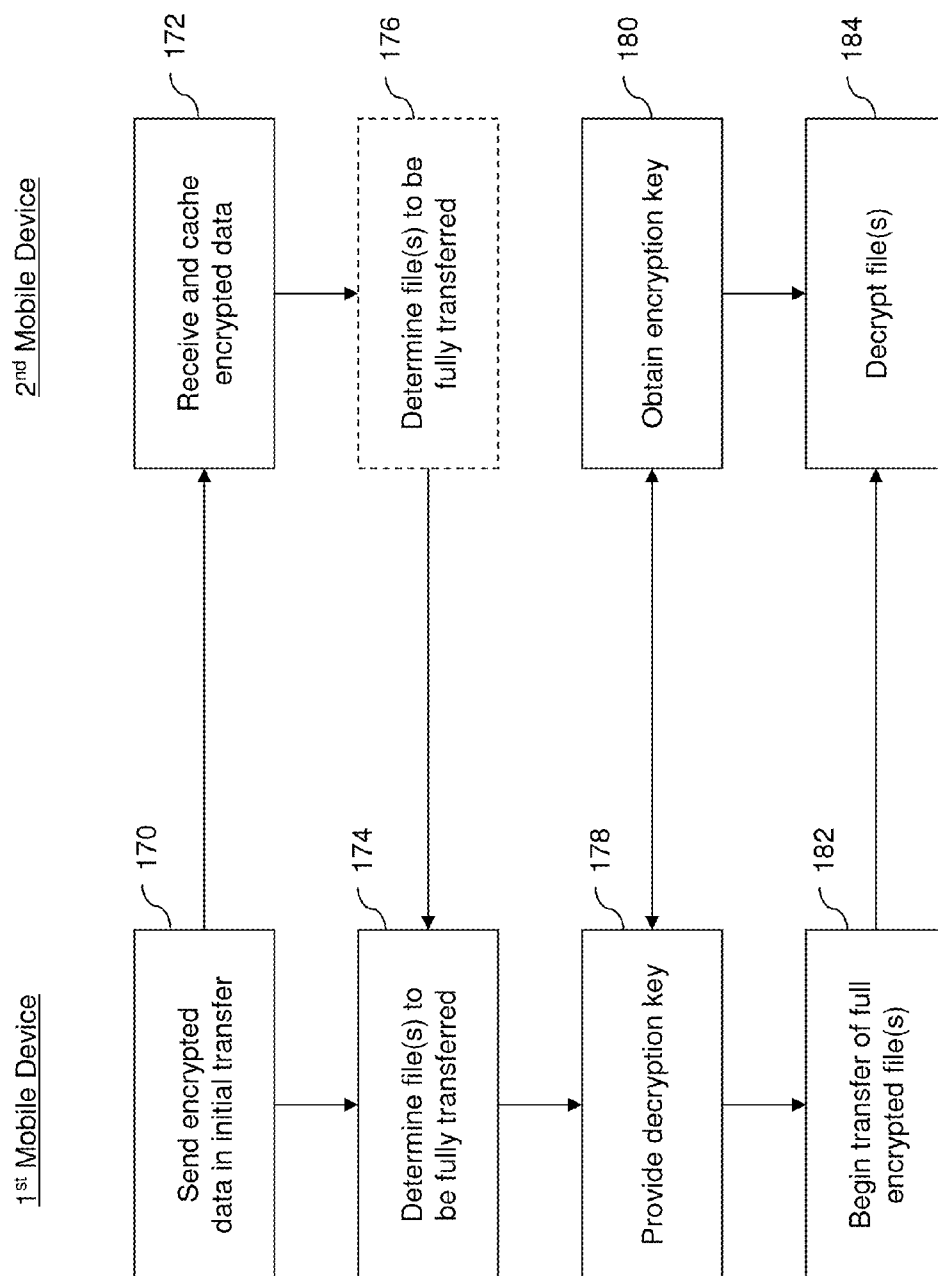 1st Mobile Device
2nd Mobile Device
170
Send encrypted
data in initial transfer
172
Receive and cache
encrypted data
174
Determine file(s) to
be fully transferred
176
Determine file(s) to be
fully transferred
178
Provide decryption key
180
Obtain encryption key
182
Begin transfer of full
encrypted file(s)
184
Decrypt file(s)